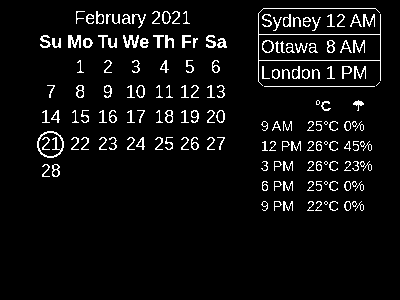 February 2021
Su Mo Tu We Th Fr Sa
1 2 3 4 5 6
7 8 9 10 11 12 13
14 15 16 17 18 19 20
21 22 23 24 25 26 27
28
Sydney 12 AM
Ottawa 8 AM
London 1 PM
°C ☂
9 AM 25°C 0%
12 PM 26°C 45%
3 PM 26°C 23%
6 PM 25°C 0%
9 PM 22°C 0%